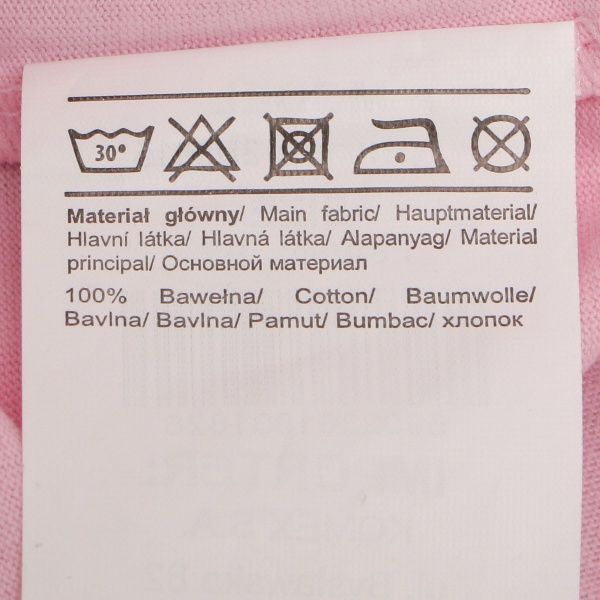 30°
Materiał główny/ Main fabric/ Hauptmaterial/
Hlavní látka/ Hlavná látka/ Alapanyag/ Material
principal/ Основной материал
100% Bawełna/ Cotton/ Baumwolle/
Bavlna/ Bavlna/ Pamut/ Bumbac/ хлопок